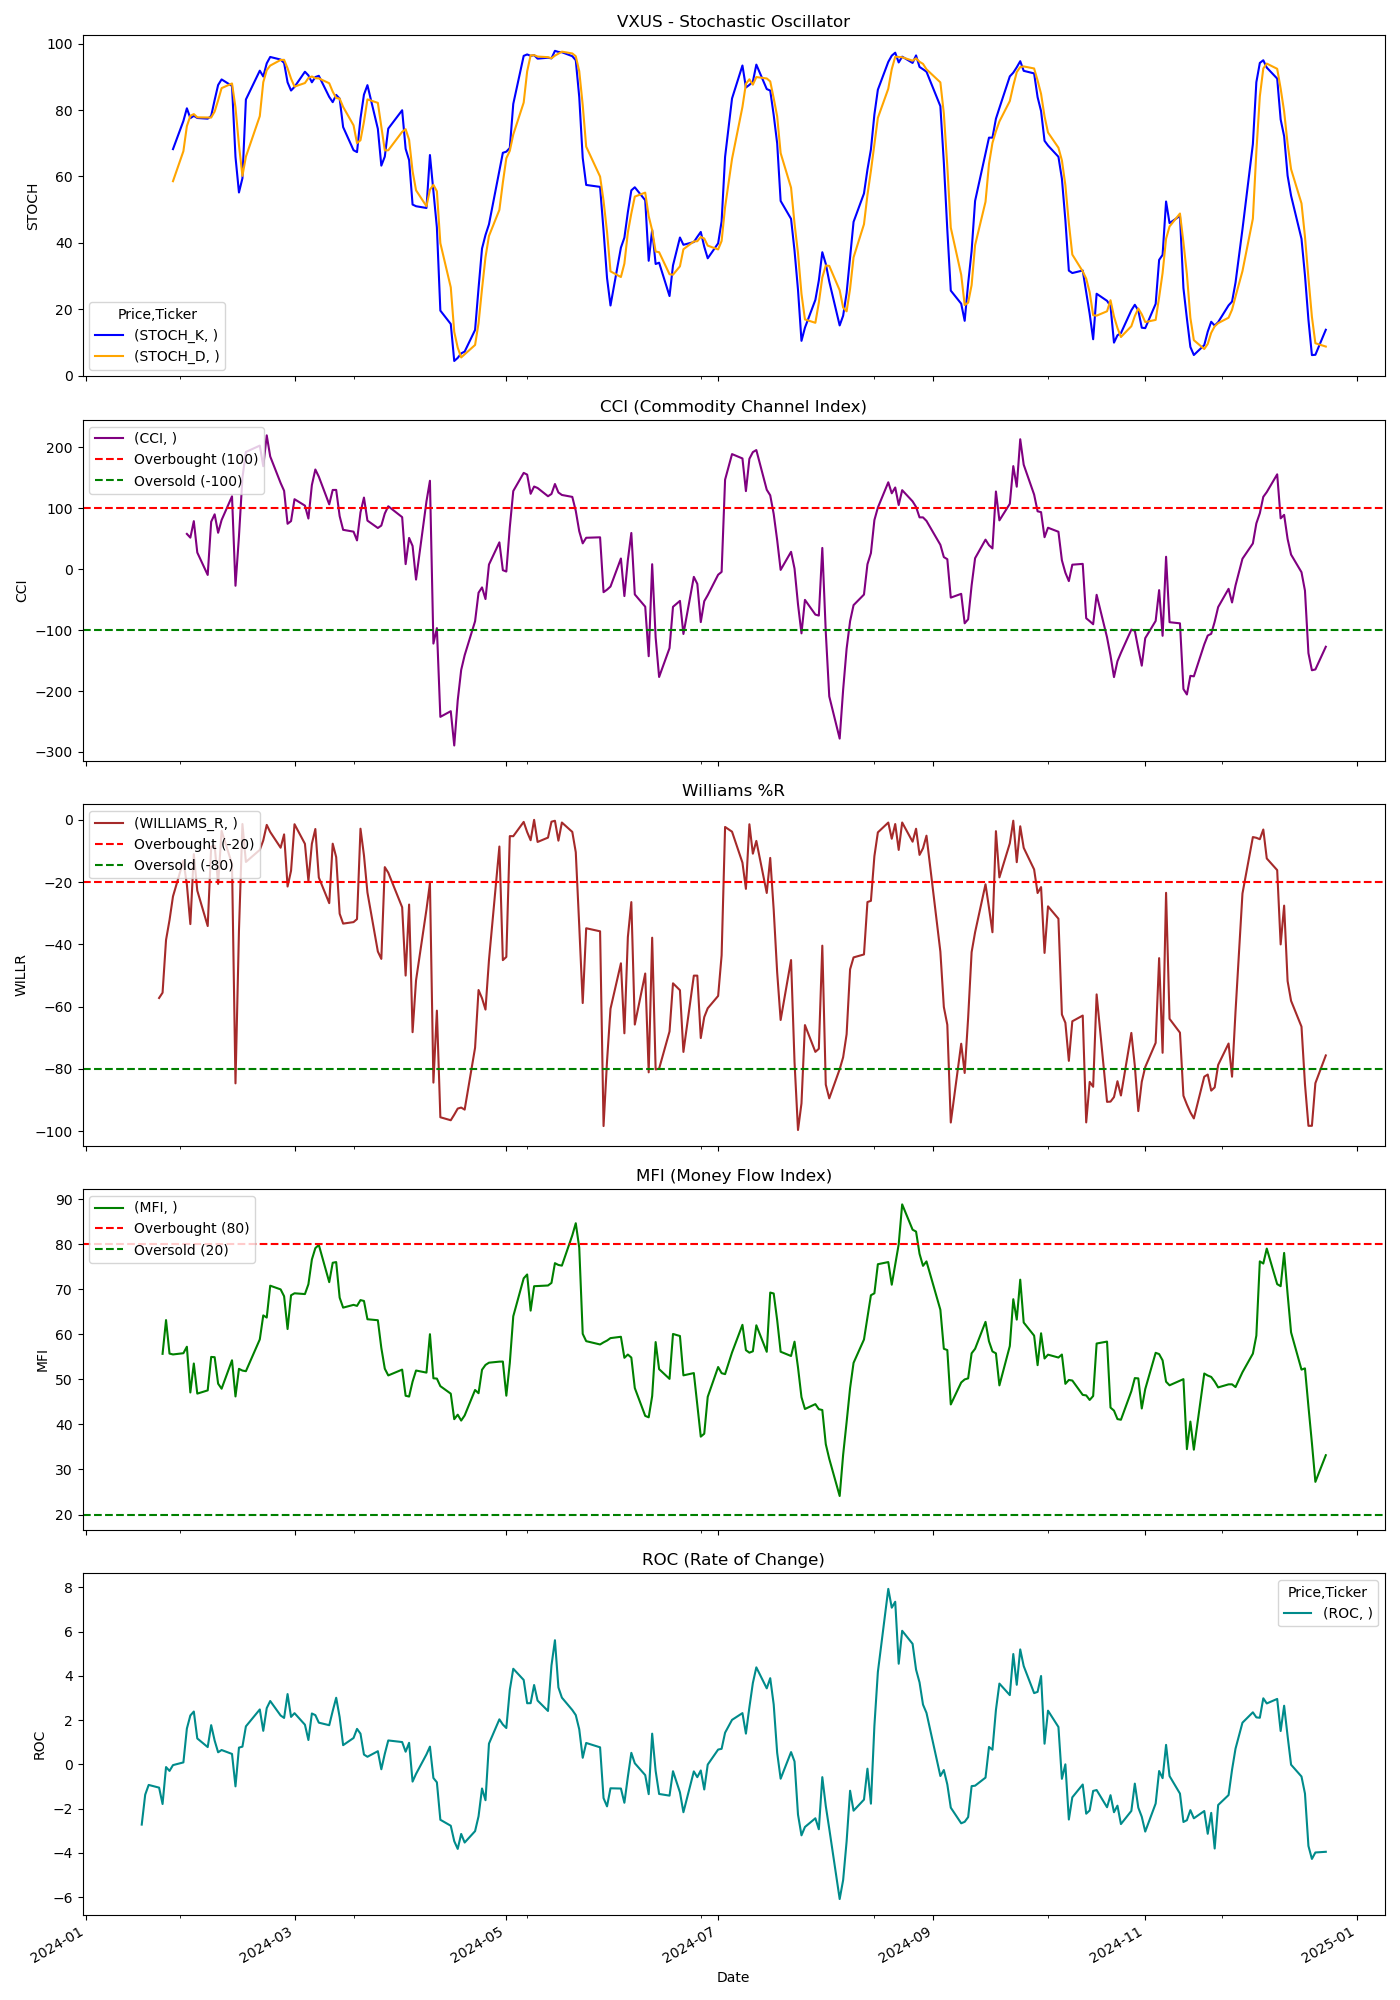 VXUS - Stochastic Oscillator
100
80
60
40
20
0
STOCH
Price,Ticker
(STOCH_K, )
(STOCH_D, )
CCI (Commodity Channel Index)
200
100
0
−100
−200
−300
CCI
(CCI, )
Overbought (100)
Oversold (-100)
Williams %R
0
−20
−40
−60
−80
−100
WILLR
(WILLIAMS_R, )
Overbought (-20)
Oversold (-80)
MFI (Money Flow Index)
90
80
70
60
50
40
30
20
MFI
(MFI, )
Overbought (80)
Oversold (20)
ROC (Rate of Change)
8
6
4
2
0
−2
−4
−6
ROC
Price,Ticker
(ROC, )
2024-01
2024-03
2024-05
2024-07
2024-09
2024-11
2025-01
Date